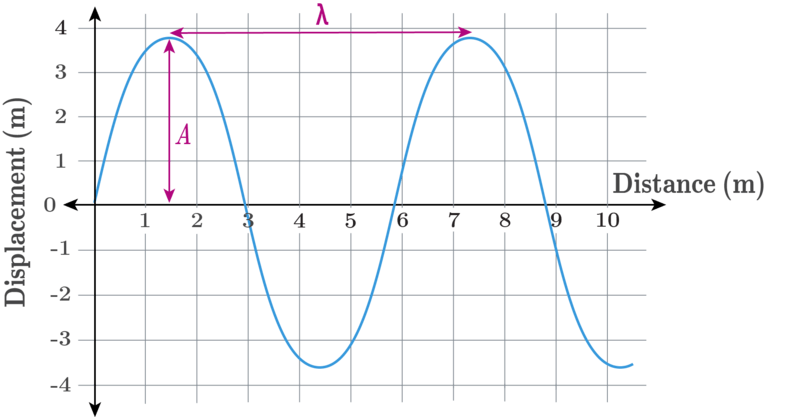 λ
4
3
2
1
0
-1
-2
-3
-4
A
Displacement (m)
Distance (m)
1 2 3 4 5 6 7 8 9 10